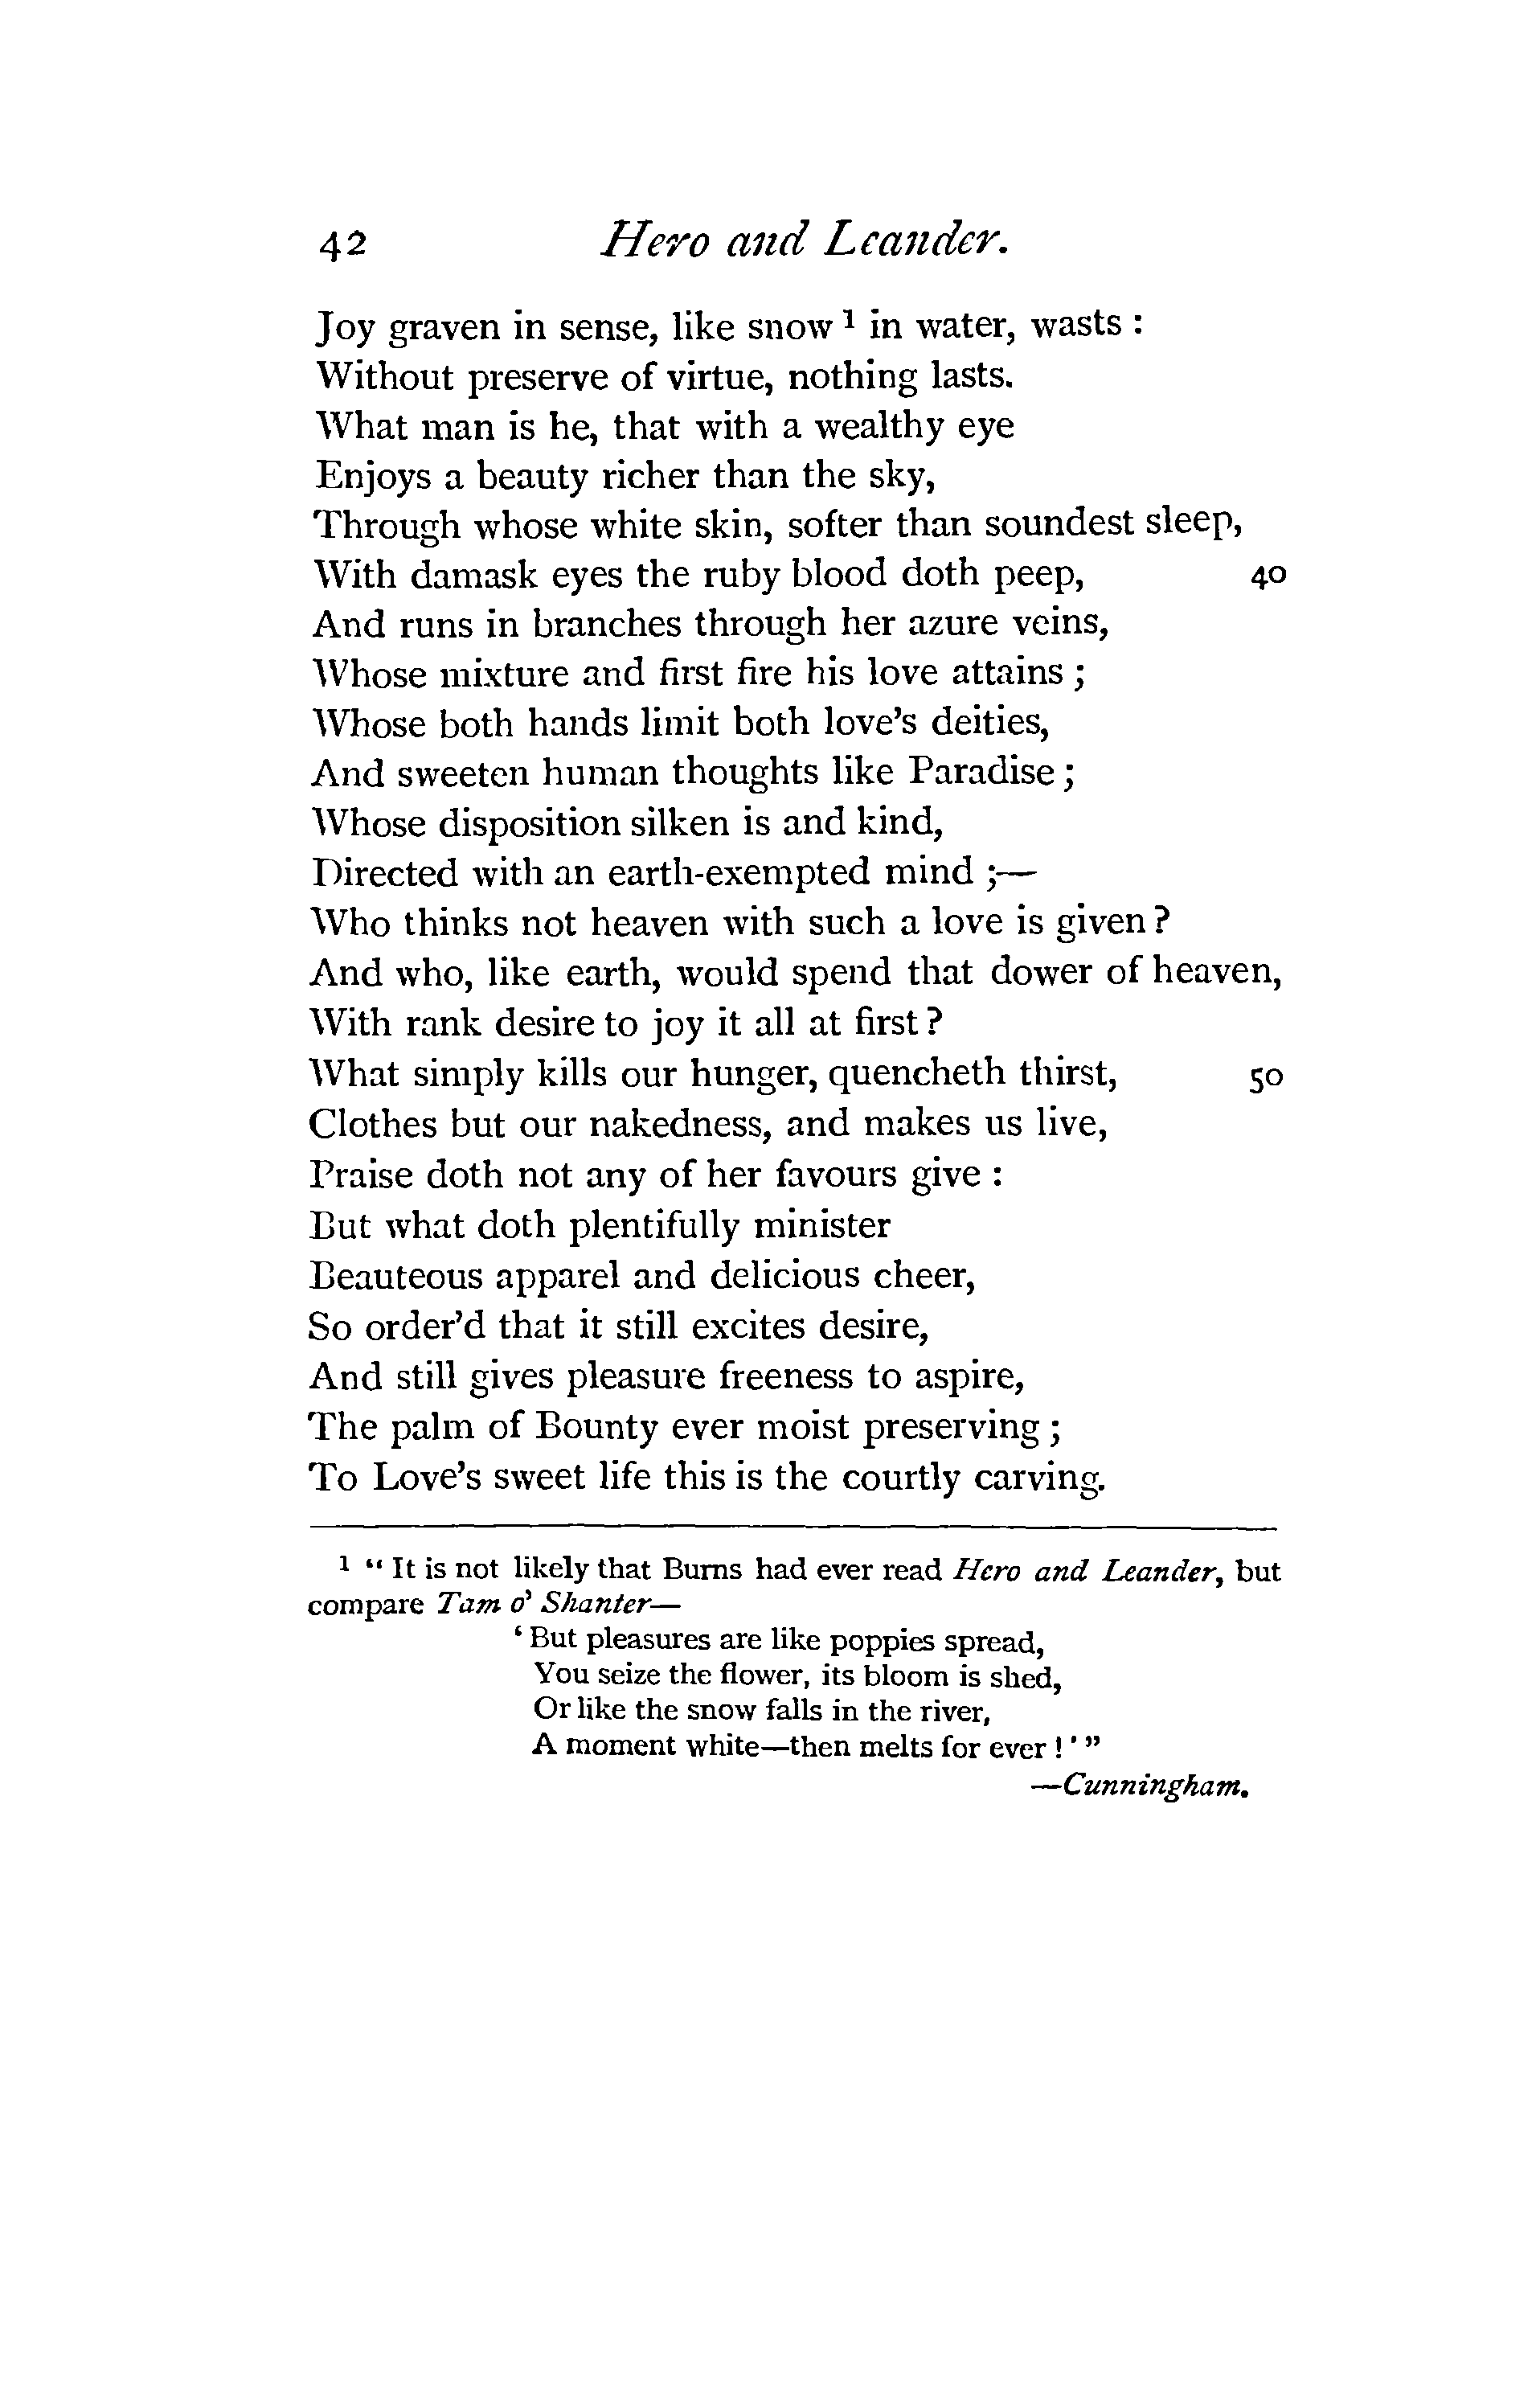 42 Hero and Leander.
Joy graven in sense, like snow 1 in water, wasts :
Without preserve of virtue, nothing lasts.
What man is he, that with a wealthy eye
Enjoys a beauty richer than the sky,
Through whose white skin, softer than soundest sleep,
With damask eyes the ruby blood doth peep, 40
And runs in branches through her azure veins,
Whose mixture and first fire his love attains ;
Whose both hands limit both love’s deities,
And sweeten human thoughts like Paradise ;
Whose disposition silken is and kind,
Directed with an earth-exempted mind ;—
Who thinks not heaven with such a love is given ?
And who, like earth, would spend that dower of heaven,
With rank desire to joy it all at first ?
What simply kills our hunger, quencheth thirst, 50
Clothes but our nakedness, and makes us live,
Praise doth not any of her favours give :
But what doth plentifully minister
Beauteous apparel and delicious cheer,
So order’d that it still excites desire,
And still gives pleasure freeness to aspire,
The palm of Bounty ever moist preserving ;
To Love’s sweet life this is the courtly carving.
1 “ It is not likely that Burns had ever read Hero and Leander, but
compare Tam o’ Shanter—
‘ But pleasures are like poppies spread,
You seize the flower, its bloom is shed,
Or like the snow falls in the river,
A moment white—then melts for ever ! ’ ”
—Cunningham.